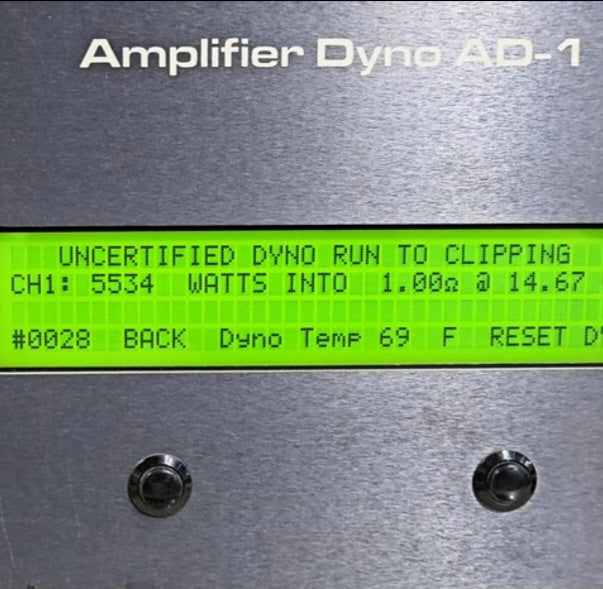 Amplifier Dyno AD-1
UNCERTIFIED DYNO RUN TO CLIPPING
CH1: 5534 WATTS INTO 1.00Ω @ 14.67
#0028 BACK Dyno Temp 69 F RESET